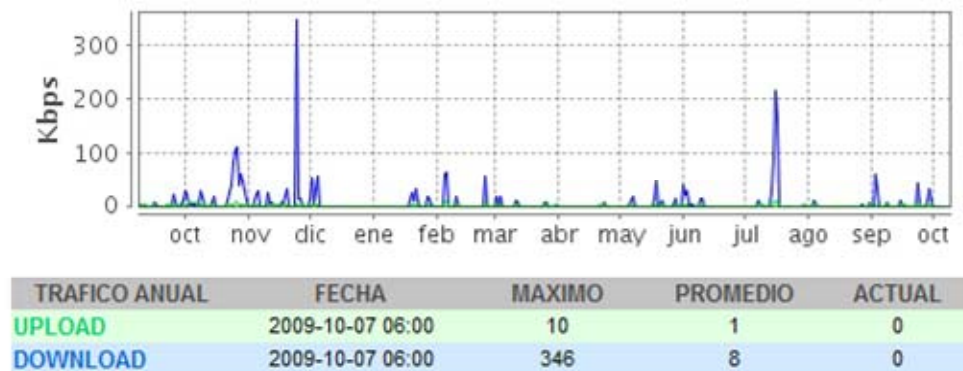 Kbps
300
200
100
0
oct nov dic ene feb mar abr may jun jul ago sep oct
TRAFICO ANUAL FECHA MAXIMO PROMEDIO ACTUAL
UPLOAD 2009-10-07 06:00 10 1 0
DOWNLOAD 2009-10-07 06:00 346 8 0